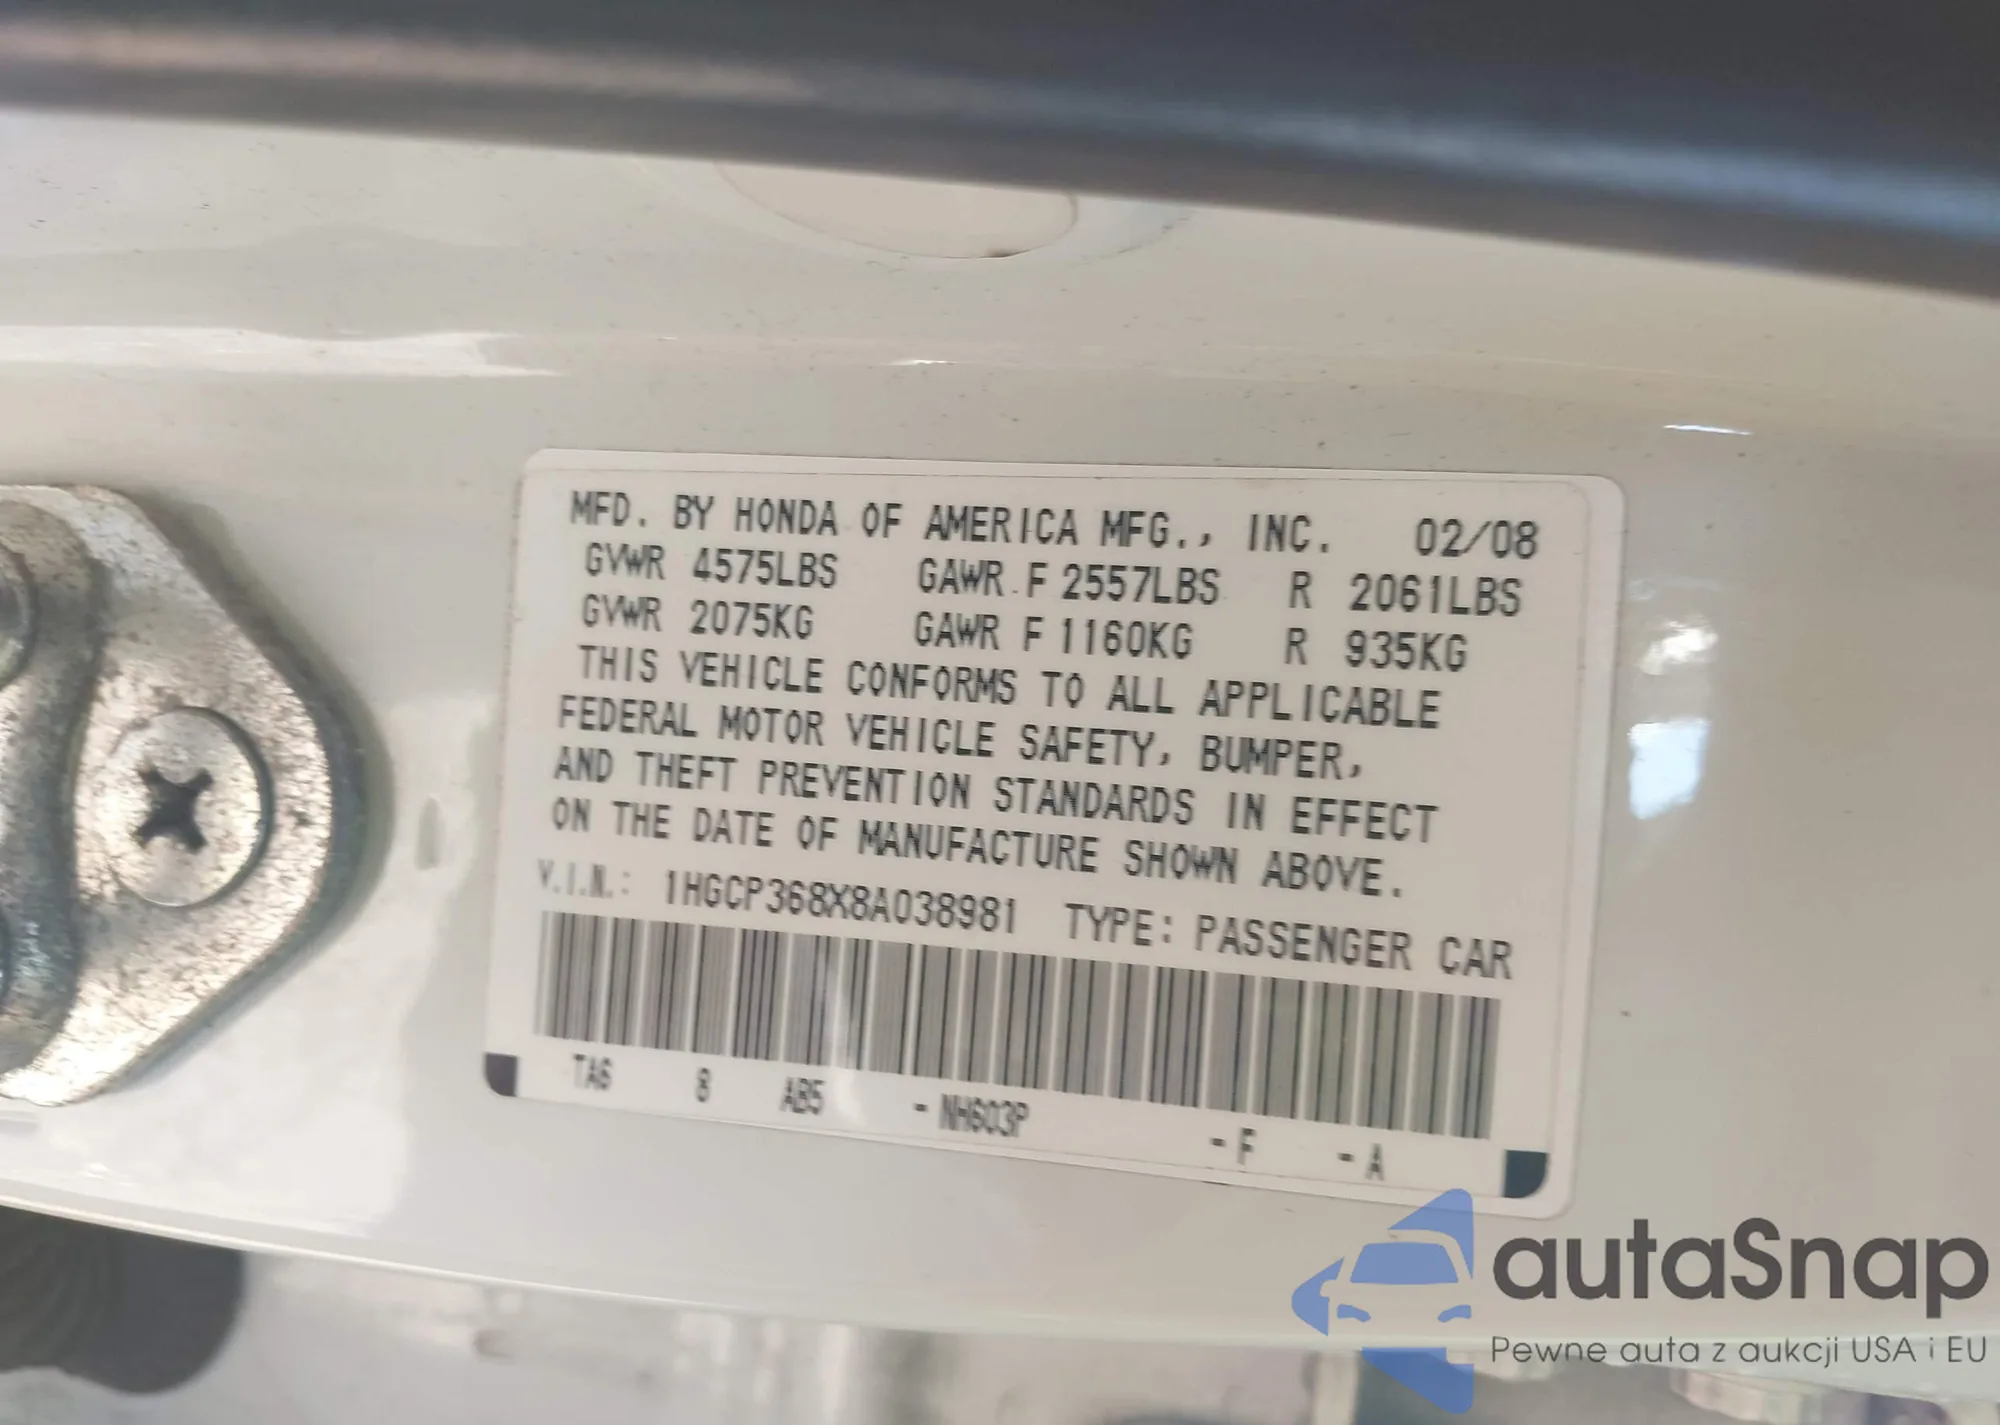 MFD. BY HONDA OF AMERICA MFG., INC. 02/08
GVWR 4575LBS GAWR F 2557LBS R 2061LBS
GVWR 2075KG GAWR F 1160KG R 935KG
THIS VEHICLE CONFORMS TO ALL APPLICABLE
FEDERAL MOTOR VEHICLE SAFETY, BUMPER,
AND THEFT PREVENTION STANDARDS IN EFFECT
ON THE DATE OF MANUFACTURE SHOWN ABOVE.
V.I.N.: 1HGCP368X8A038981 TYPE: PASSENGER CAR
TA6 8 AB5 - NH603P - F - A
autaSnap
Pewne auta z aukcji USA i EU